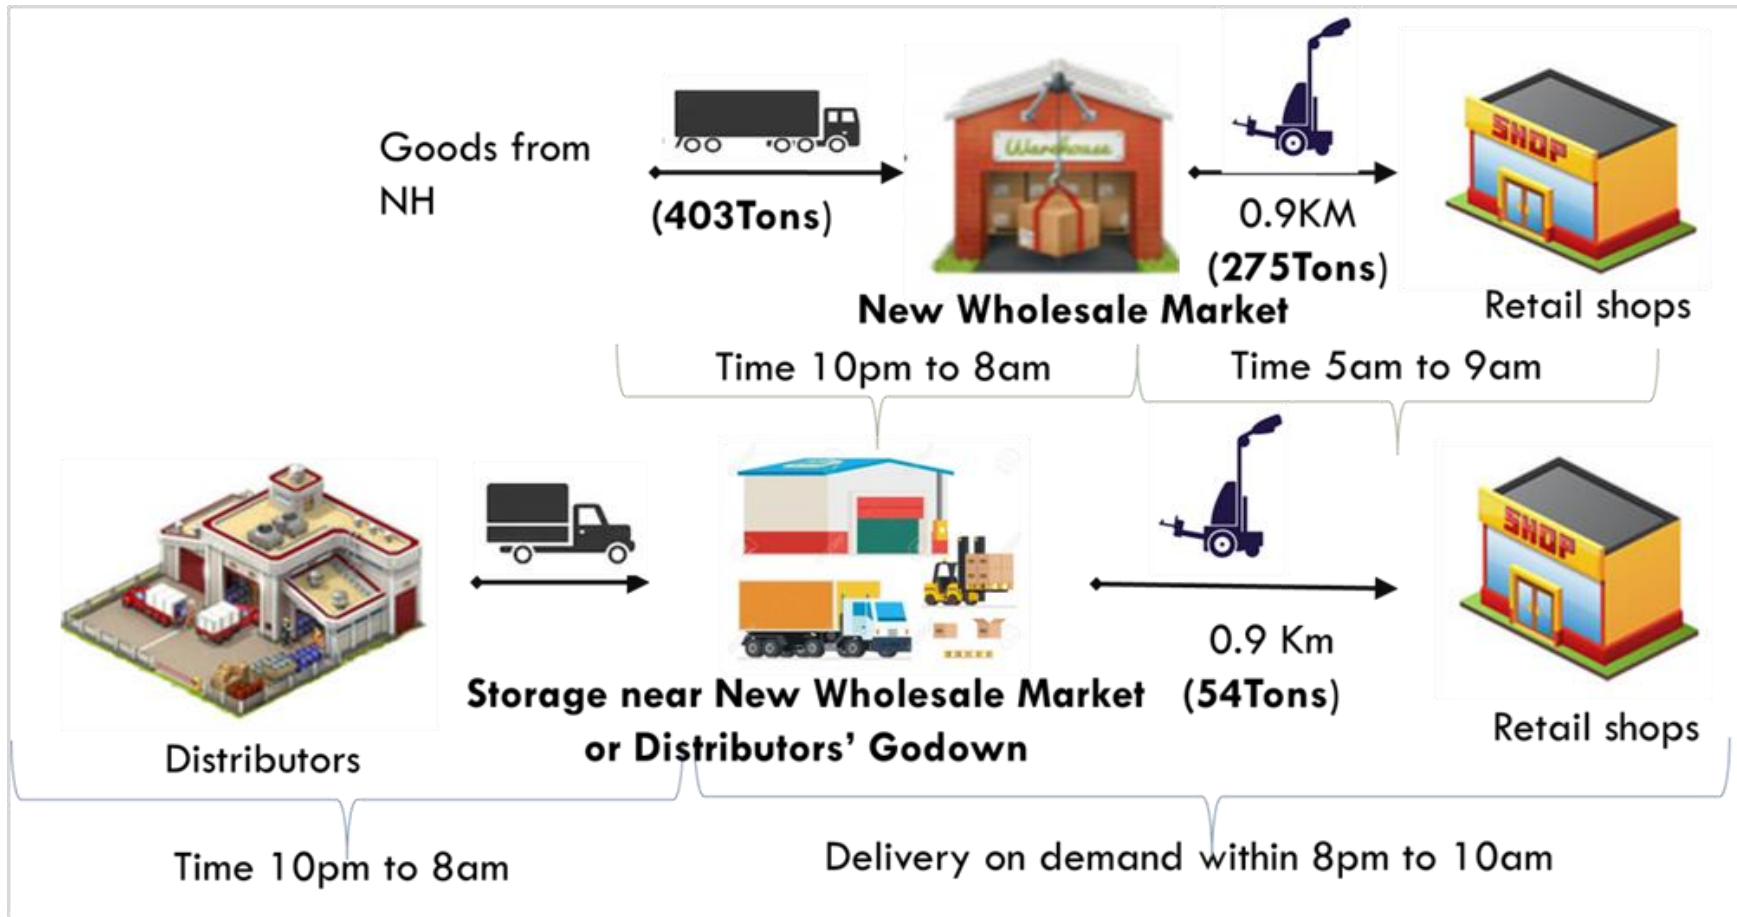 Goods from
NH
(403Tons)
Warehouse
0.9KM
(275Tons)
SHOP
New Wholesale Market
Retail shops
Time 10pm to 8am
Time 5am to 9am
SHOP
0.9 Km
Storage near New Wholesale Market
(54Tons)
or Distributors’ Godown
Retail shops
Distributors
Time 10pm to 8am
Delivery on demand within 8pm to 10am